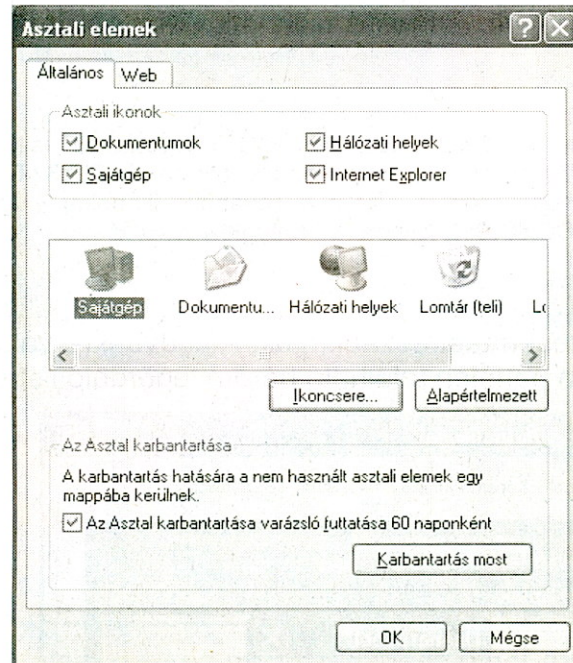 Asztali elemek
Általános Web
Asztali ikonok
Dokumentumok Hálózati helyek
Sajátgép Internet Explorer
Sajátgép Dokumentu... Hálózati helyek Lomtár (teli)
Ikoncsere... Alapértelmezett
Az Asztal karbantartása
A karbantartás hatására a nem használt asztali elemek egy
mappába kerülnek.
Az Asztal karbantartása varázsló futtatása 60 naponként
Karbantartás most
OK Mégse